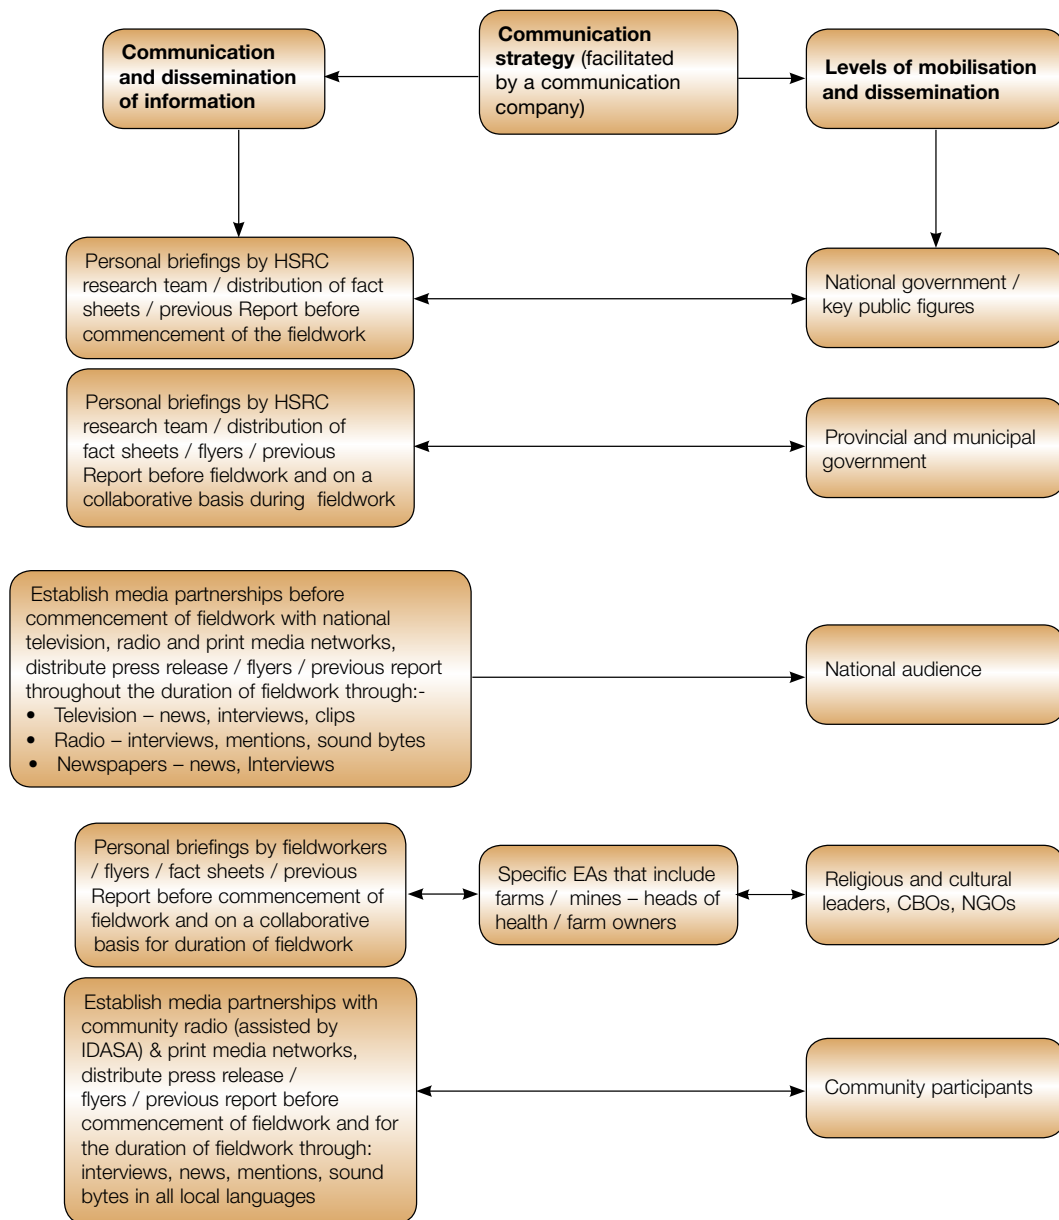 Communication
and dissemination
of information
Communication
strategy (facilitated
by a communication
company)
Levels of mobilisation
and dissemination
Personal briefings by HSRC
research team / distribution of fact
sheets / previous Report before
commencement of the fieldwork
National government /
key public figures
Personal briefings by HSRC
research team / distribution of
fact sheets / flyers / previous
Report before fieldwork and on a
collaborative basis during fieldwork
Provincial and municipal
government
Establish media partnerships before
commencement of fieldwork with national
television, radio and print media networks,
distribute press release / flyers / previous report
throughout the duration of fieldwork through:-
• Television – news, interviews, clips
• Radio – interviews, mentions, sound bytes
• Newspapers – news, Interviews
National audience
Personal briefings by fieldworkers
/ flyers / fact sheets / previous
Report before commencement of
fieldwork and on a collaborative
basis for duration of fieldwork
Specific EAs that include
farms / mines – heads of
health / farm owners
Religious and cultural
leaders, CBOs, NGOs
Establish media partnerships with
community radio (assisted by
IDASA) & print media networks,
distribute press release /
flyers / previous report before
commencement of fieldwork and for
the duration of fieldwork through:
interviews, news, mentions, sound
bytes in all local languages
Community participants